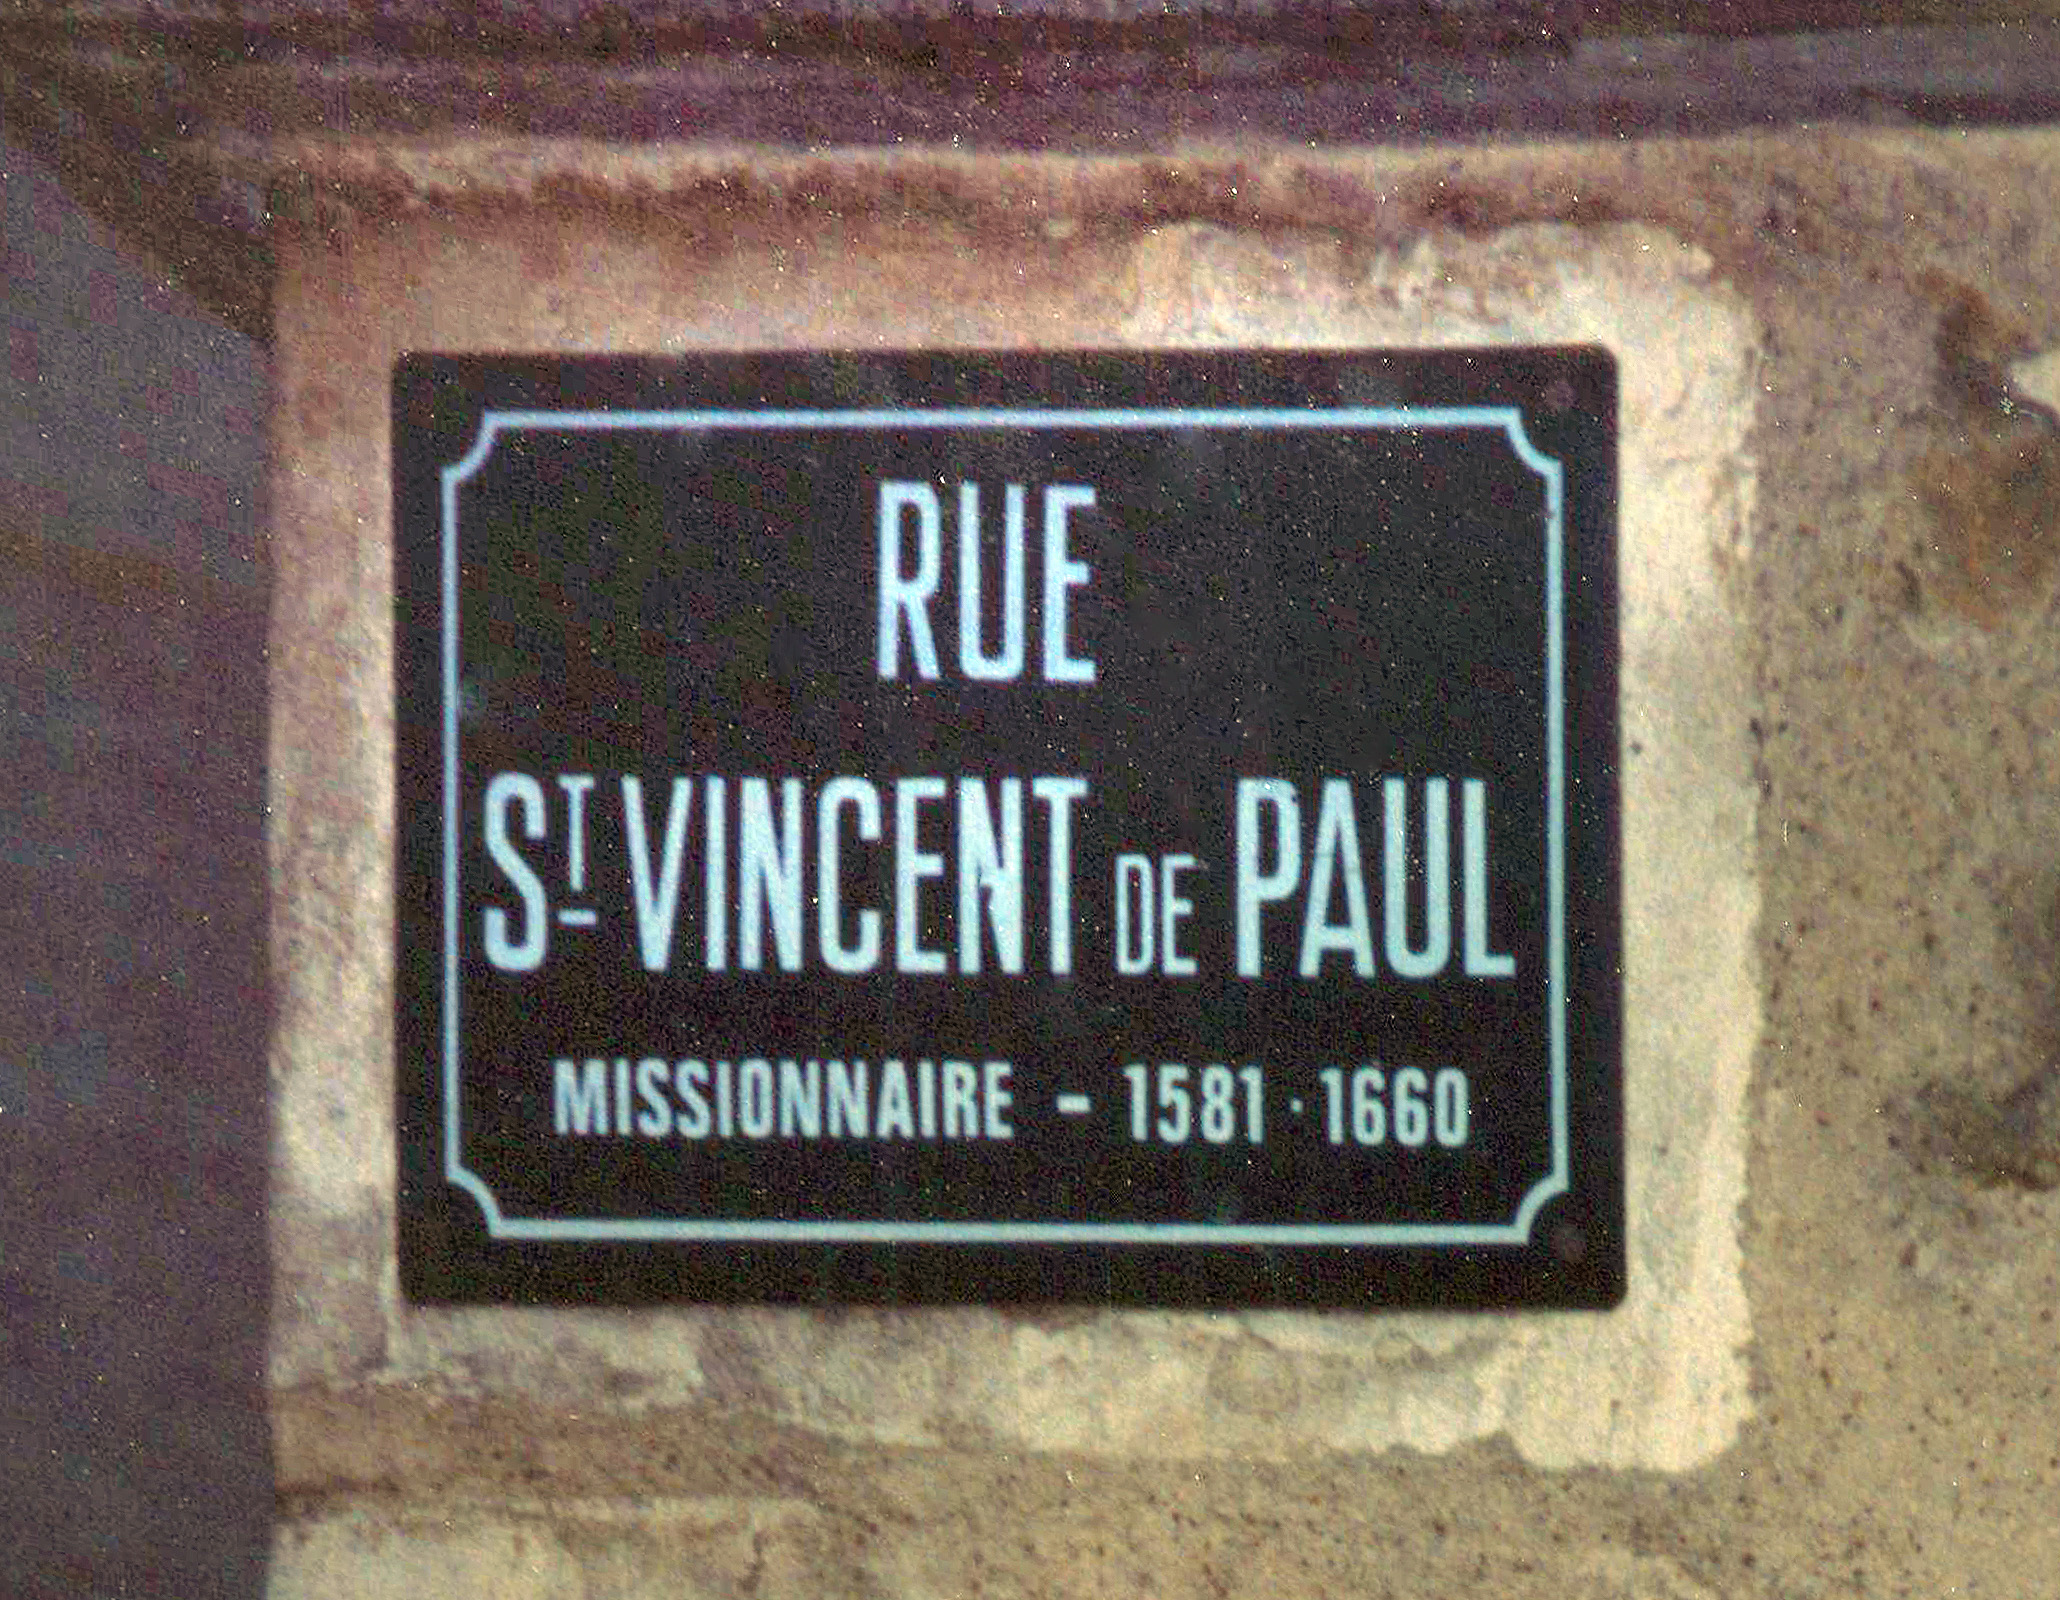 RUE
ST VINCENT DE PAUL
MISSIONNAIRE - 1581 · 1660